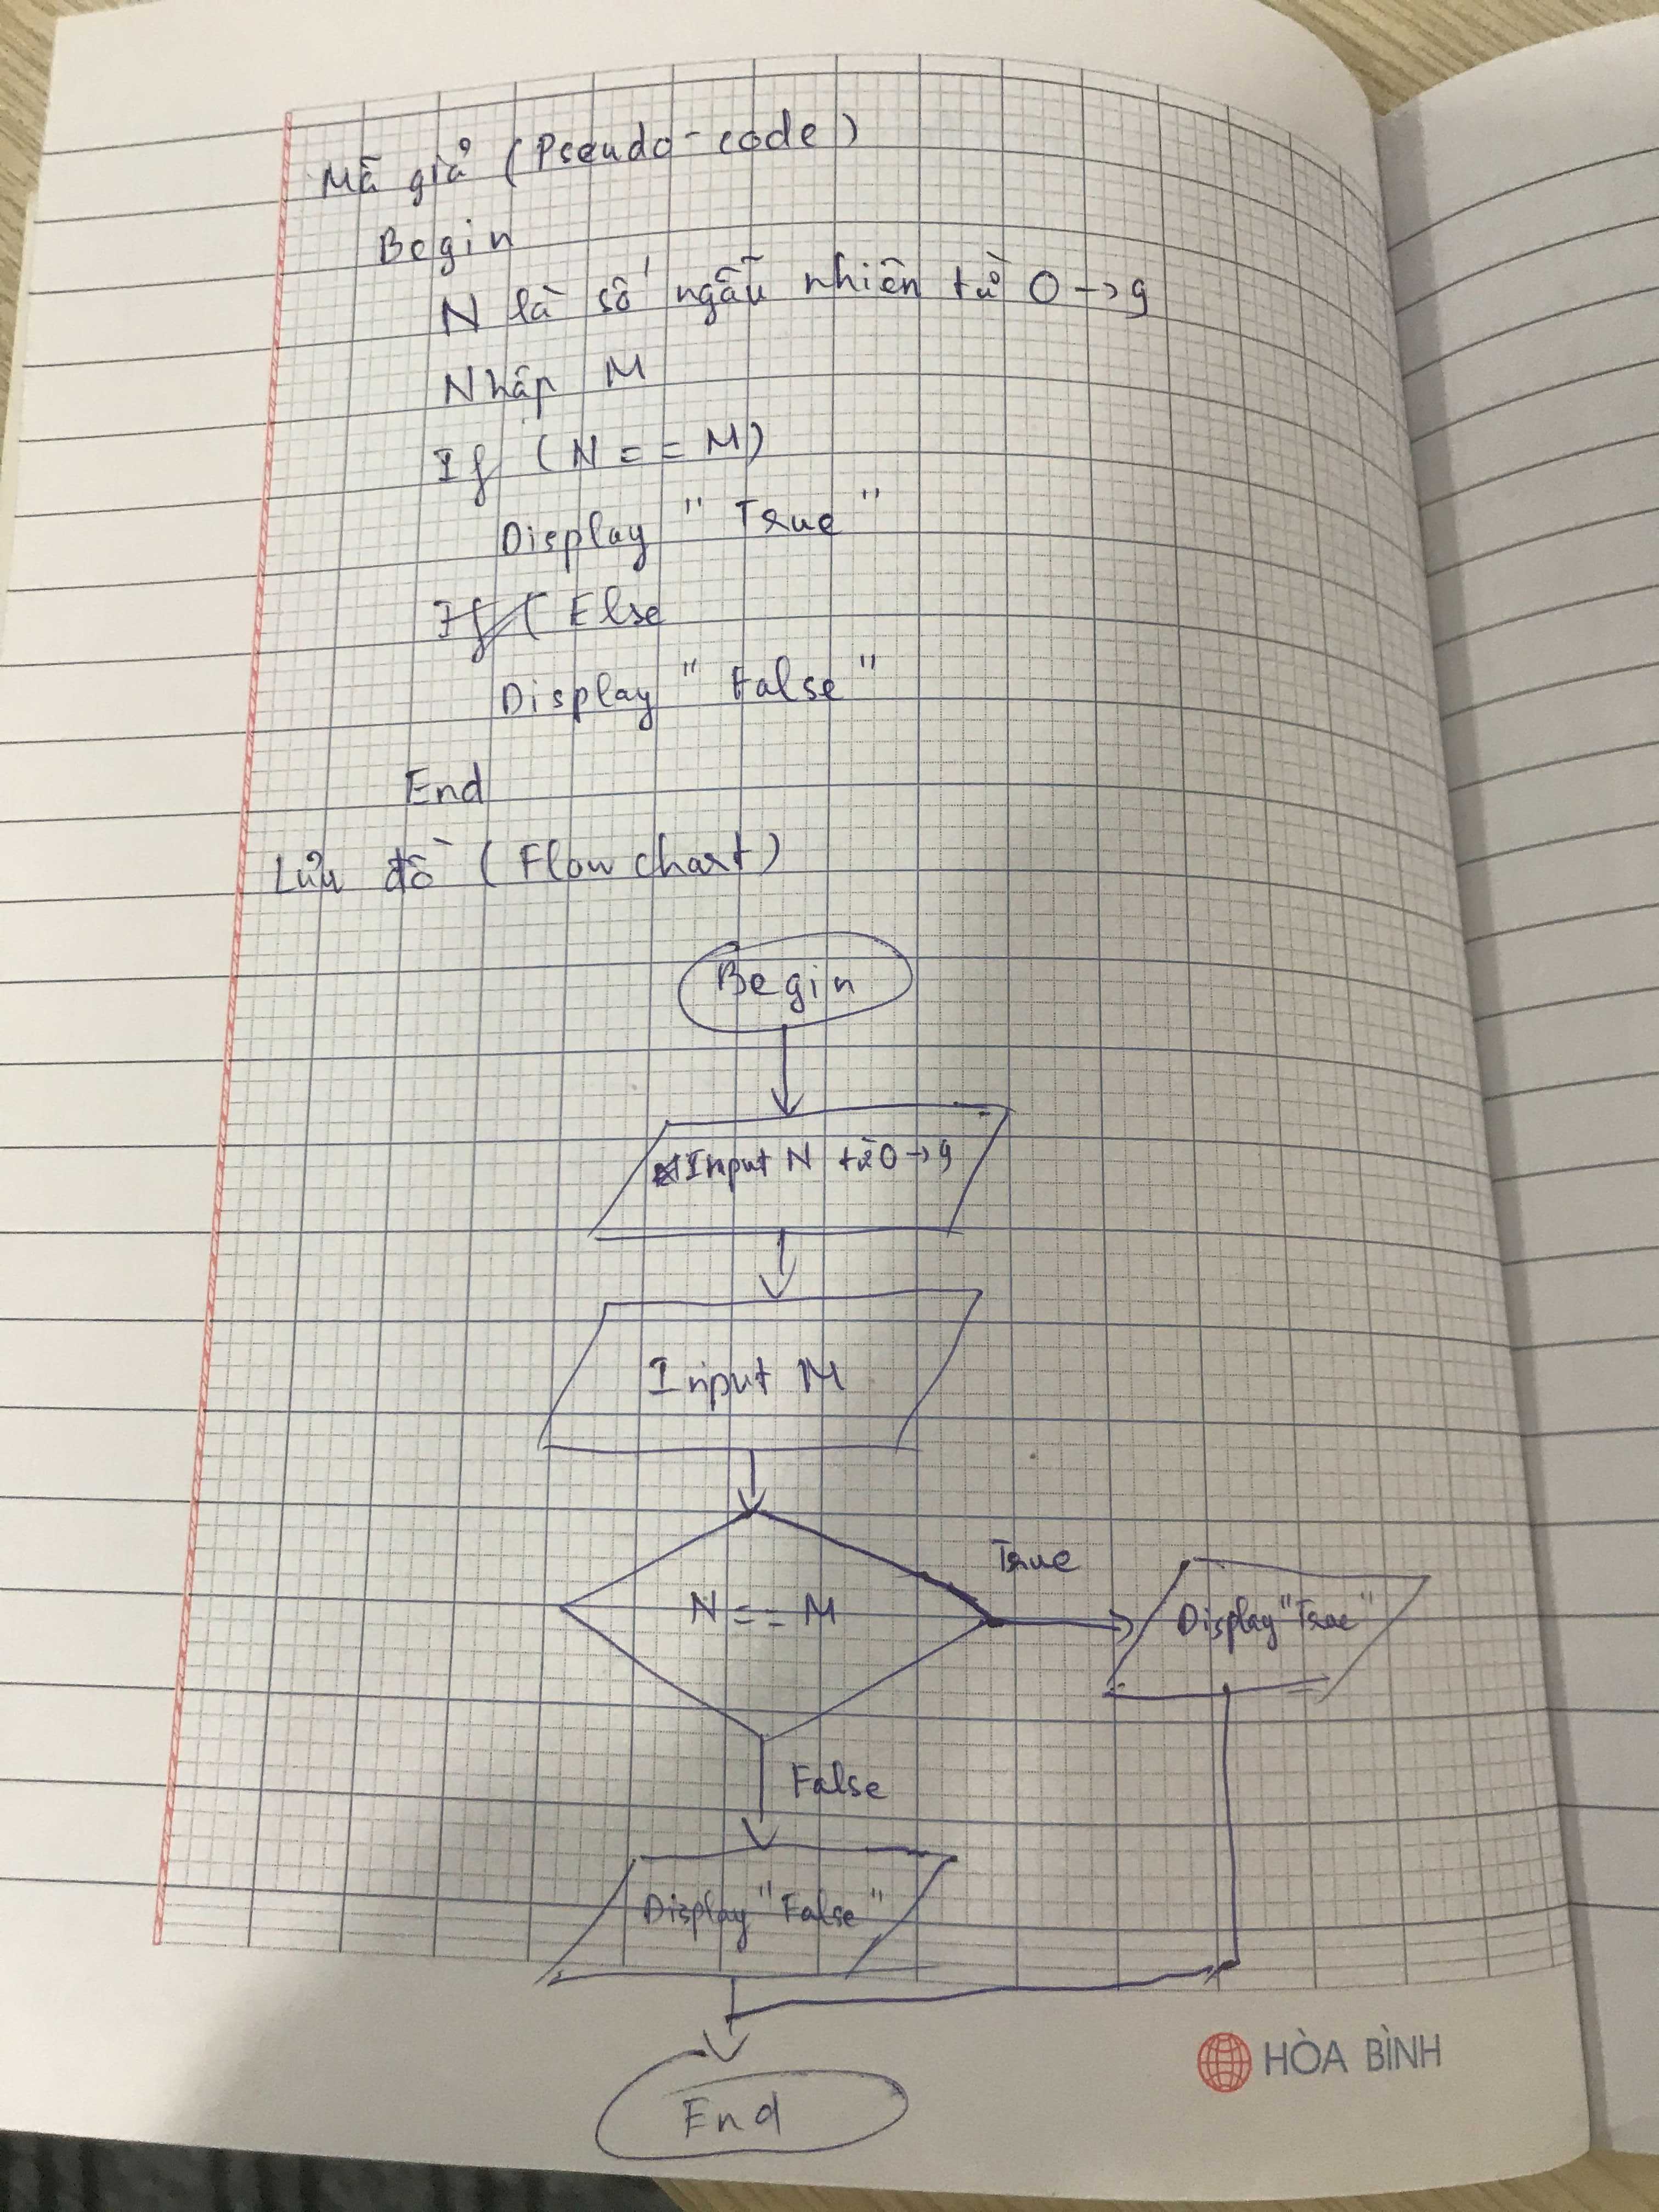 Mã giả (Pseudo-code)
Begin
N là số ngẫu nhiên từ 0→9
Nhập M
If (N == M)
Display "True"
If ( Else
Display "False"
End
Lưu đồ (Flowchart)
Begin
Input N từ 0→9
Input M
N == M
True
Display "True"
False
Display "False"
End
HÒA BÌNH